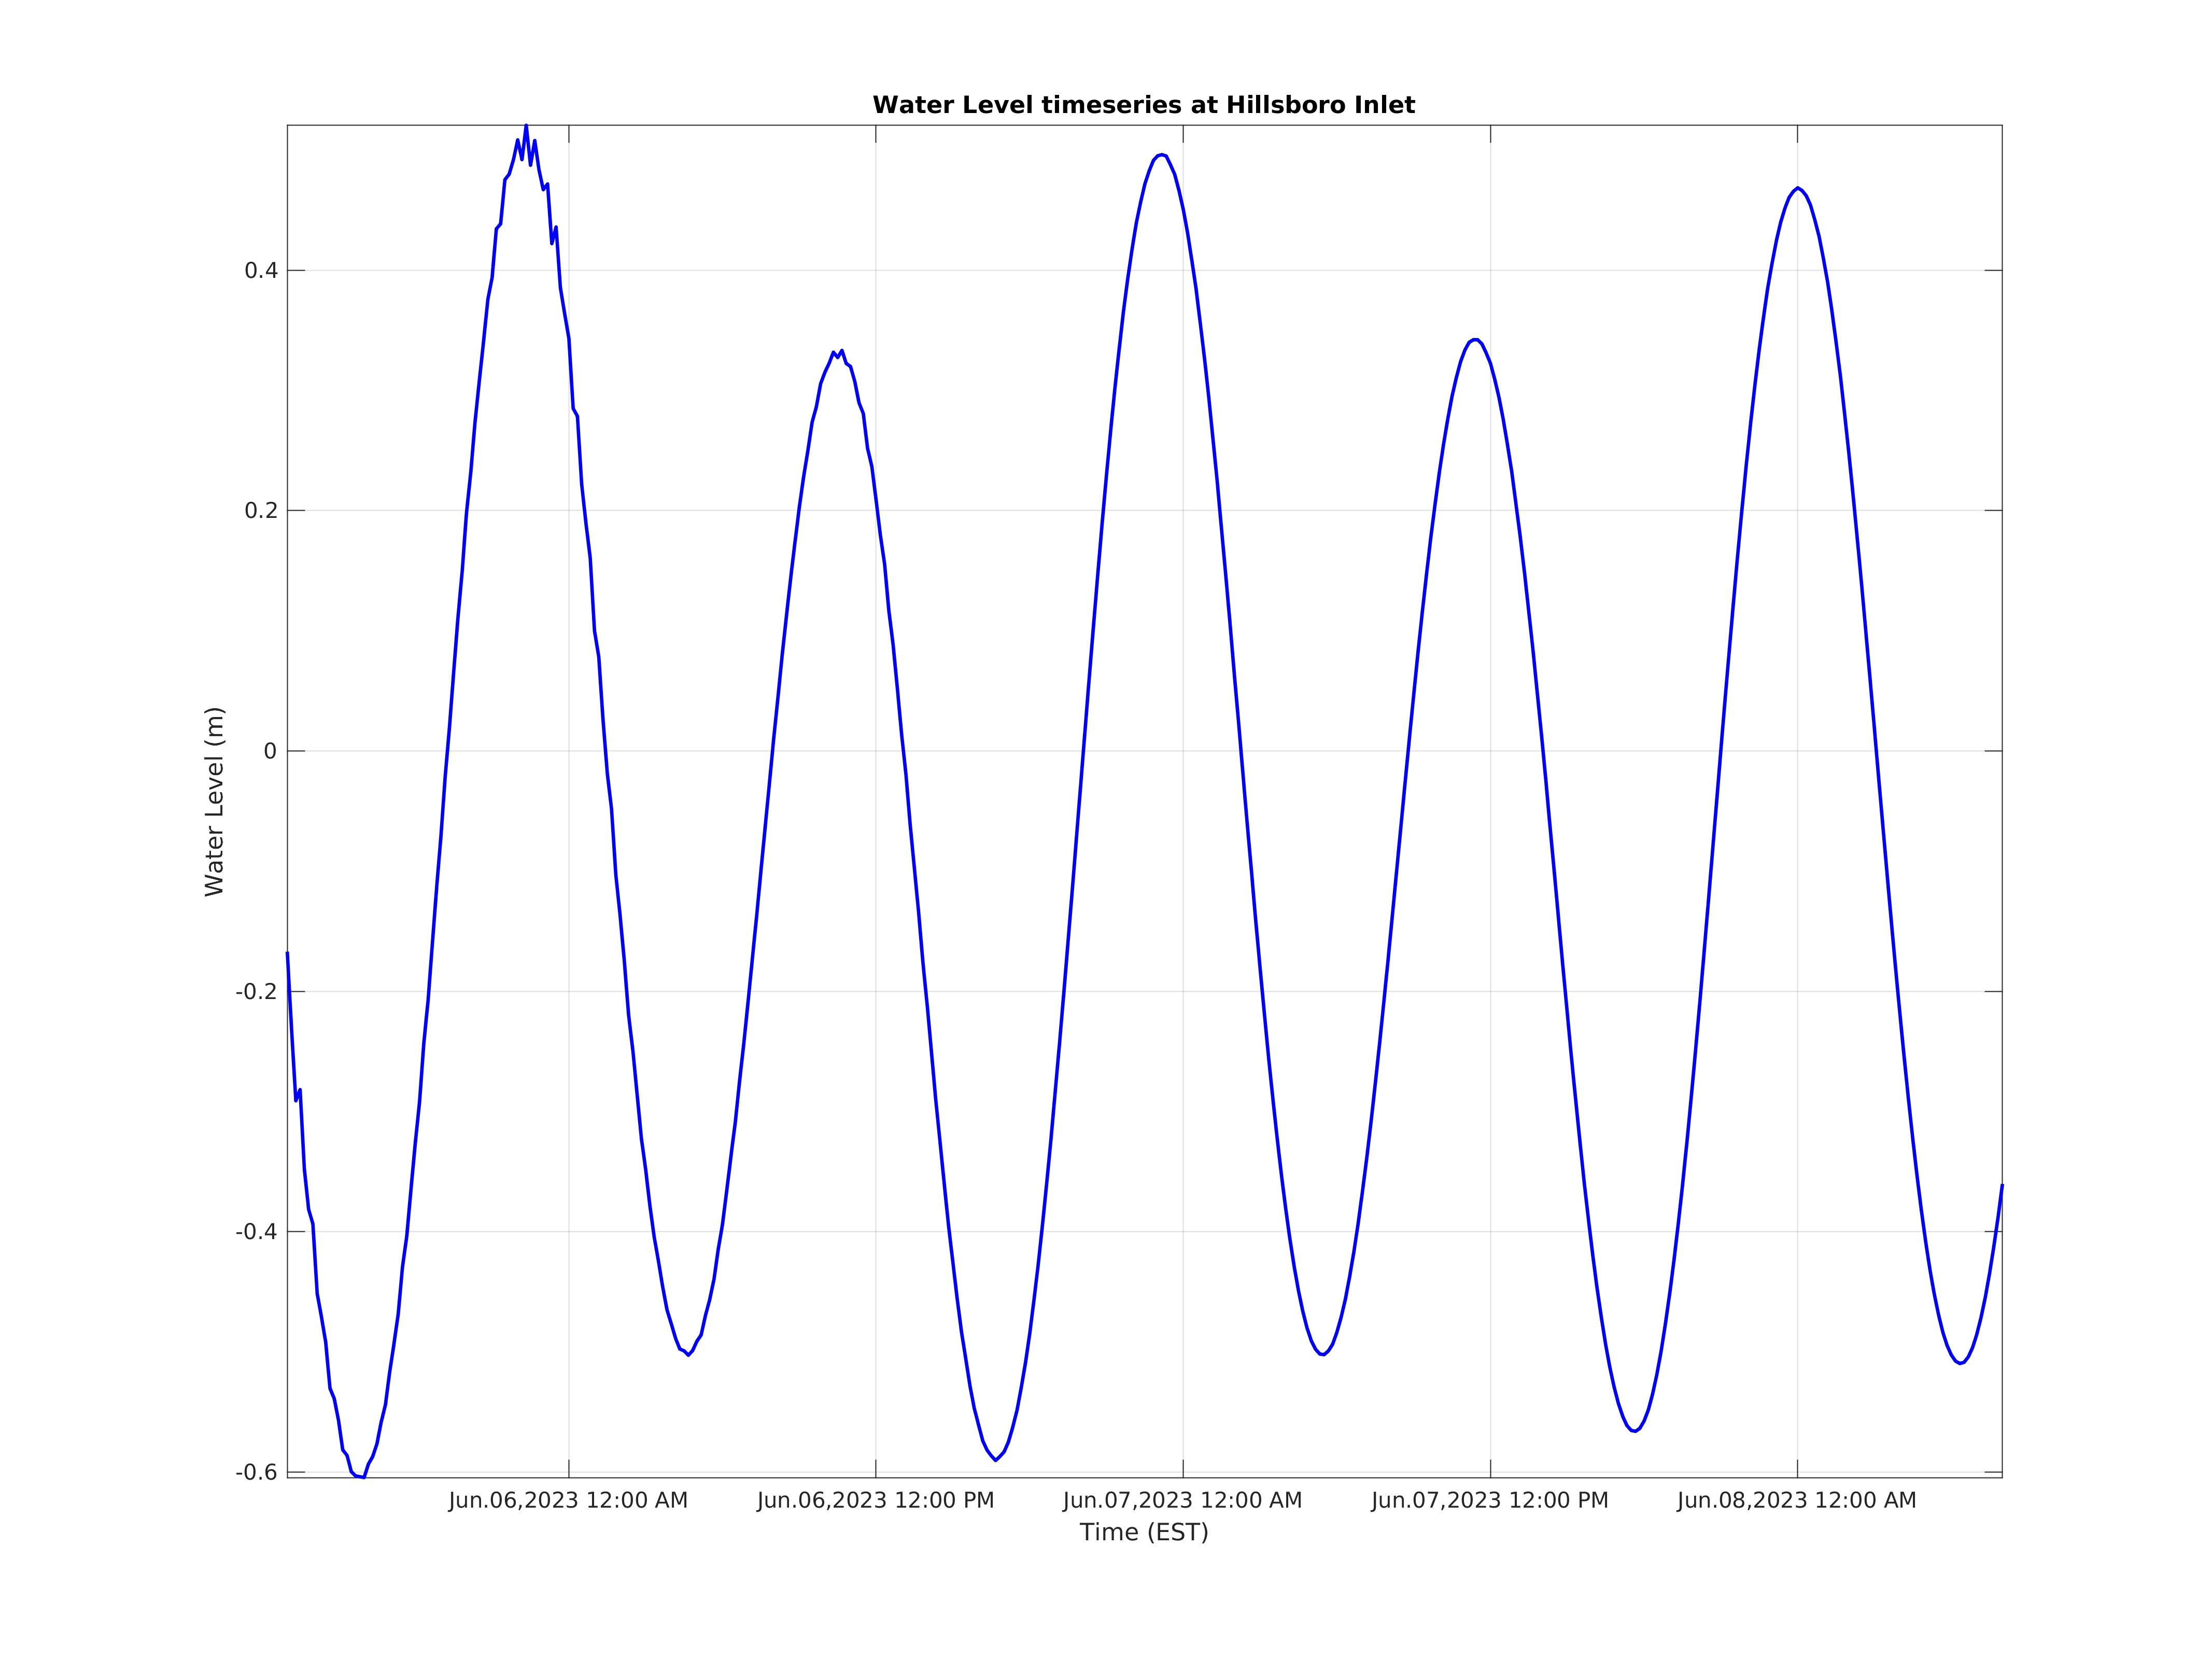 Water Level timeseries at Hillsboro Inlet
0.4
0.2
0
-0.2
-0.4
-0.6
Water Level (m)
Jun.06,2023 12:00 AM Jun.06,2023 12:00 PM Jun.07,2023 12:00 AM Jun.07,2023 12:00 PM Jun.08,2023 12:00 AM
Time (EST)